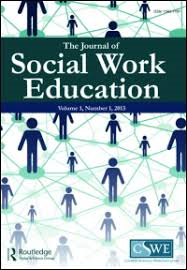 The Journal of
Social Work
Education
Volume 1, Number 1, 2015
Routledge
CSWE